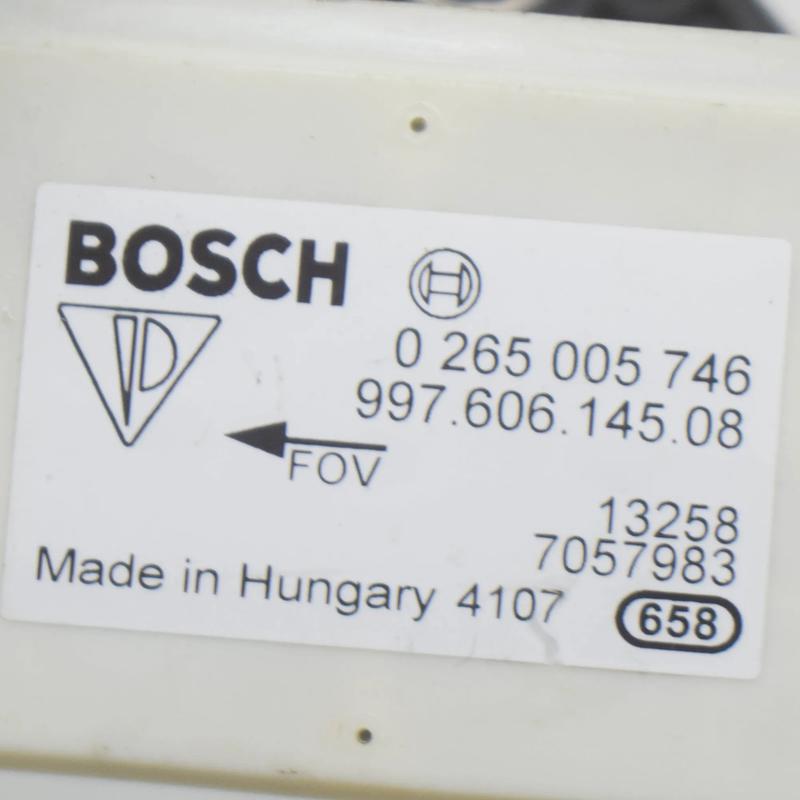 BOSCH
0 265 005 746
997.606.145.08
FOV
13258
7057983
Made in Hungary 4107
658